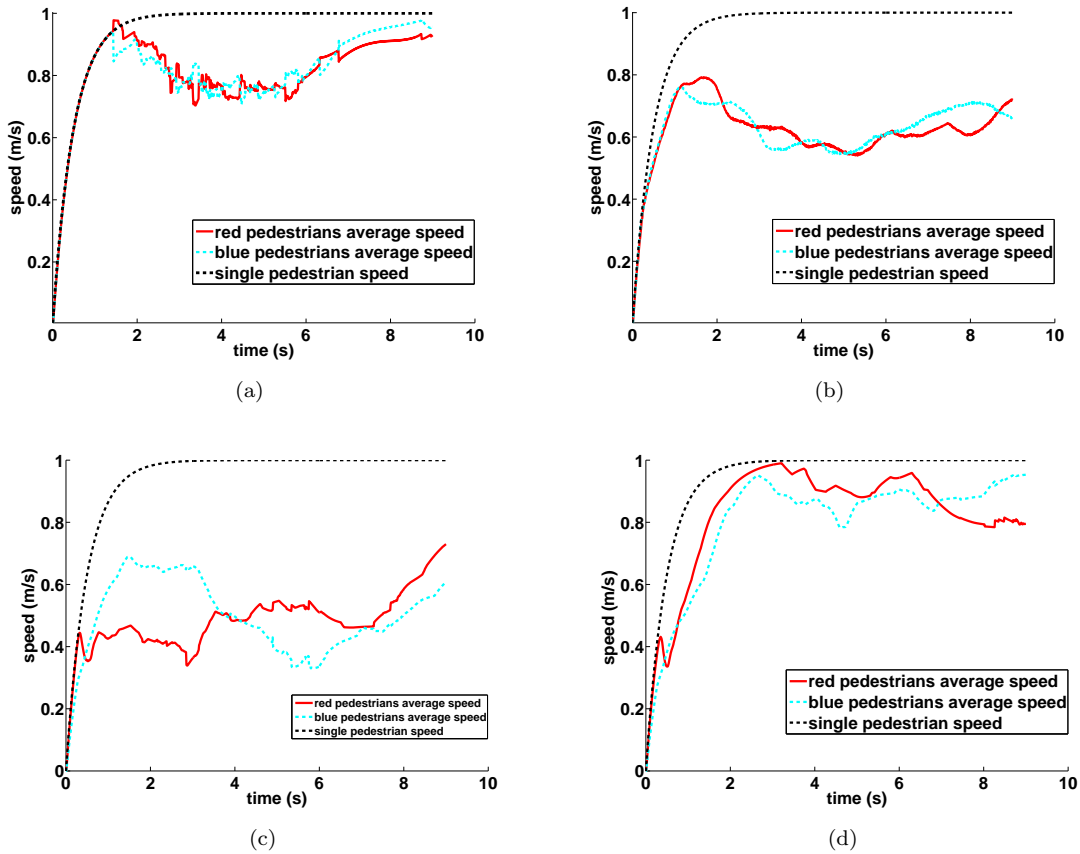 1
0.8
0.6
0.4
0.2
speed (m/s)
red pedestrians average speed
blue pedestrians average speed
single pedestrian speed
0 2 4 6 8 10
time (s)
(a)
1
0.8
0.6
0.4
0.2
speed (m/s)
red pedestrians average speed
blue pedestrians average speed
single pedestrian speed
0 2 4 6 8 10
time (s)
(b)
1
0.8
0.6
0.4
0.2
0
speed (m/s)
red pedestrians average speed
blue pedestrians average speed
single pedestrian speed
0 2 4 6 8 10
time (s)
(c)
1
0.8
0.6
0.4
0.2
0
speed (m/s)
red pedestrians average speed
blue pedestrians average speed
single pedestrian speed
0 2 4 6 8 10
time (s)
(d)